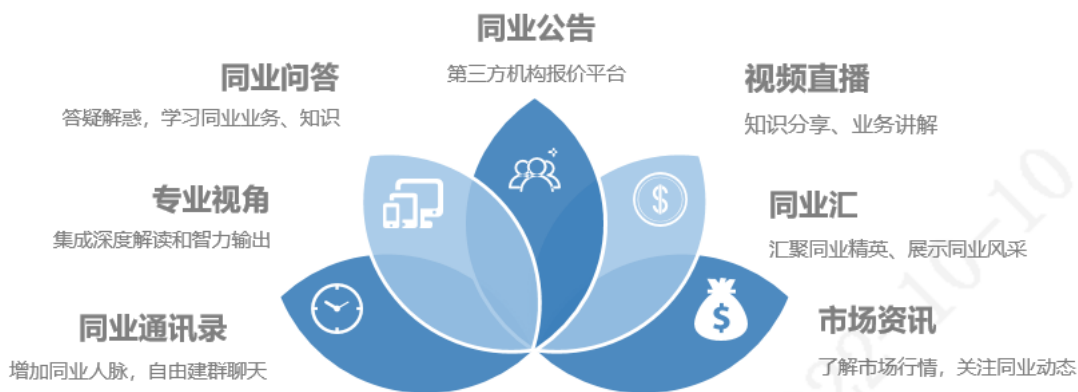 同业公告
第三方机构报价平台
同业问答
答疑解惑，学习同业业务、知识
视频直播
知识分享、业务讲解
专业视角
集成深度解读和智力输出
同业汇
汇聚同业精英、展示同业风采
同业通讯录
增加同业人脉，自由建群聊天
市场资讯
了解市场行情，关注同业动态